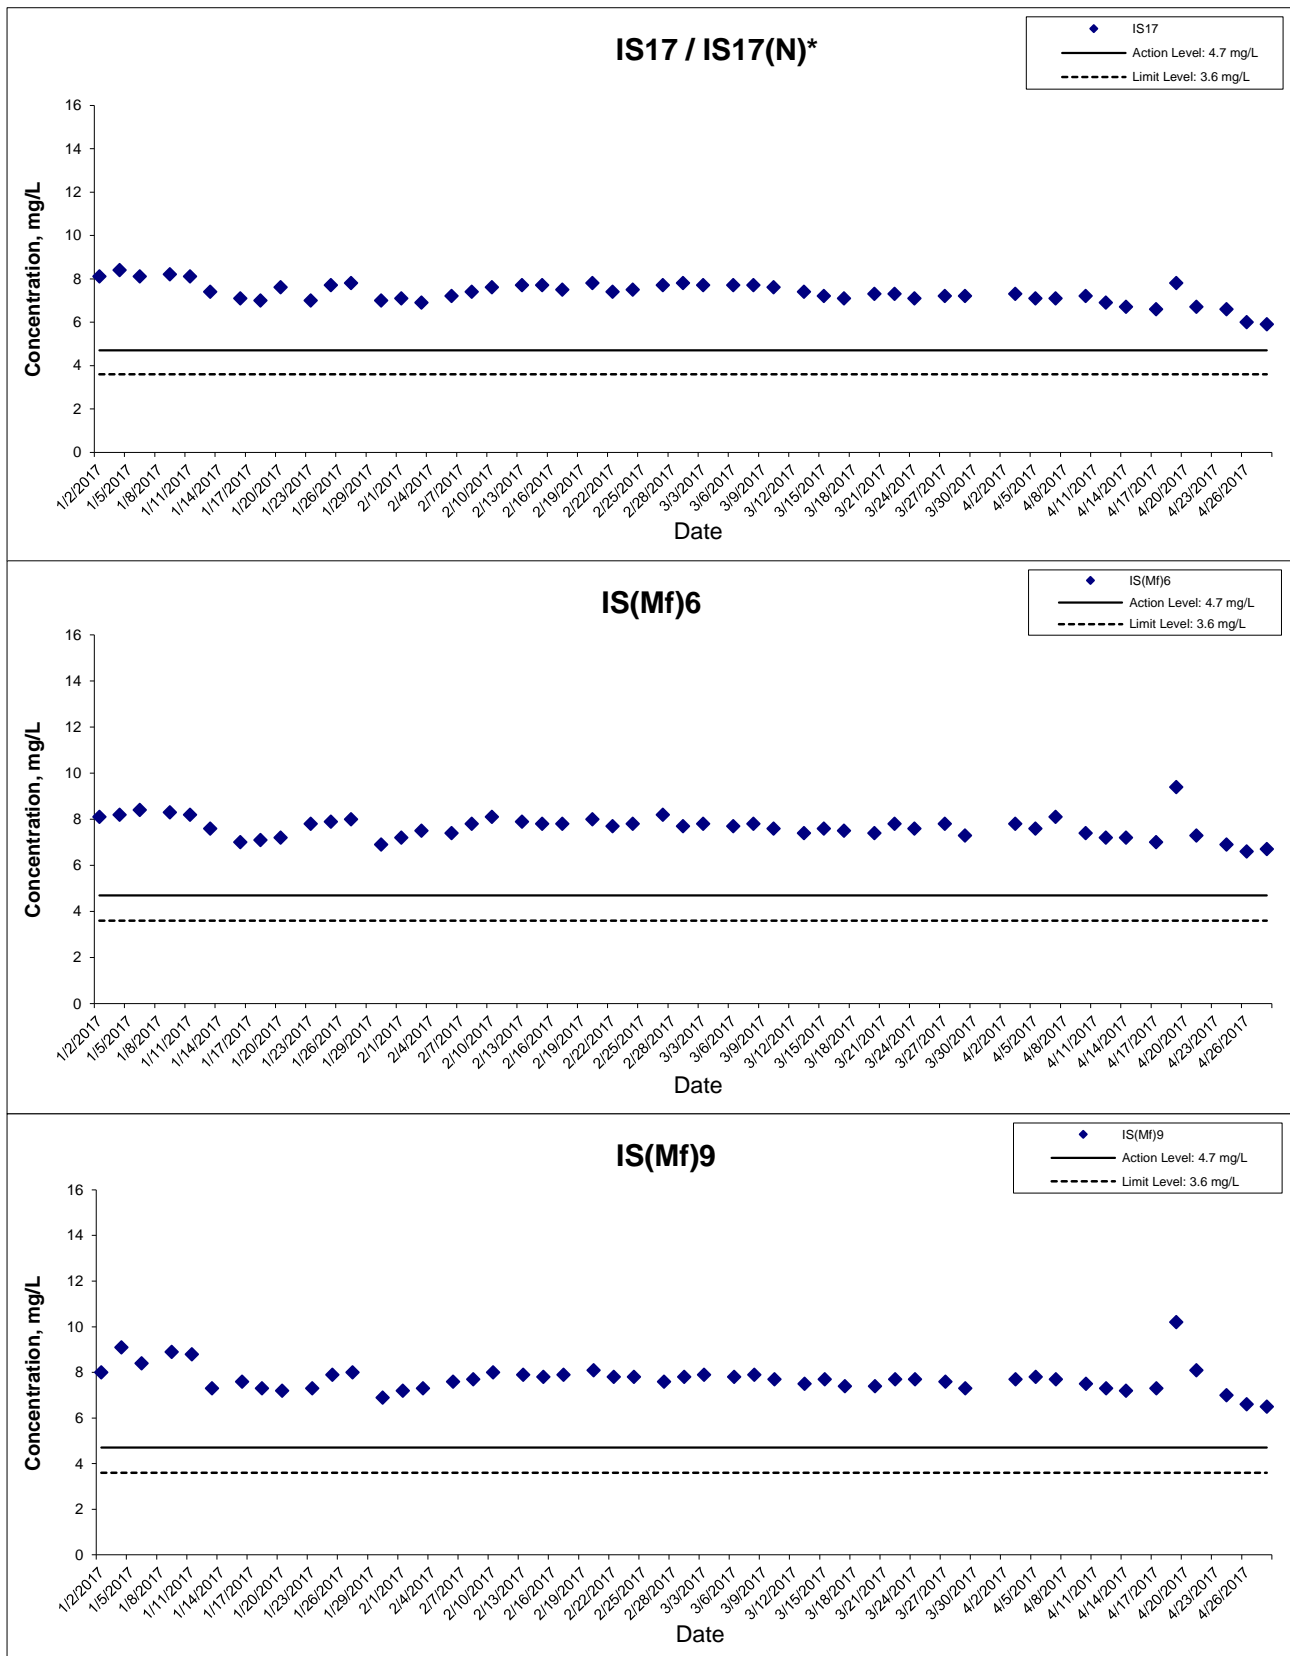 IS17 / IS17(N)*
IS17
Action Level: 4.7 mg/L
Limit Level: 3.6 mg/L
Concentration, mg/L
16
14
12
10
8
6
4
2
0
1/2/2017 1/5/2017 1/8/2017 1/11/2017 1/14/2017 1/17/2017 1/20/2017 1/23/2017 1/26/2017 1/29/2017 2/1/2017 2/4/2017 2/7/2017 2/10/2017 2/13/2017 2/16/2017 2/19/2017 2/22/2017 2/25/2017 2/28/2017 3/3/2017 3/6/2017 3/9/2017 3/12/2017 3/15/2017 3/18/2017 3/21/2017 3/24/2017 3/27/2017 3/30/2017 4/2/2017 4/5/2017 4/8/2017 4/11/2017 4/14/2017 4/17/2017 4/20/2017 4/23/2017 4/26/2017
Date
IS(Mf)6
IS(Mf)6
Action Level: 4.7 mg/L
Limit Level: 3.6 mg/L
Concentration, mg/L
16
14
12
10
8
6
4
2
0
1/2/2017 1/5/2017 1/8/2017 1/11/2017 1/14/2017 1/17/2017 1/20/2017 1/23/2017 1/26/2017 1/29/2017 2/1/2017 2/4/2017 2/7/2017 2/10/2017 2/13/2017 2/16/2017 2/19/2017 2/22/2017 2/25/2017 2/28/2017 3/3/2017 3/6/2017 3/9/2017 3/12/2017 3/15/2017 3/18/2017 3/21/2017 3/24/2017 3/27/2017 3/30/2017 4/2/2017 4/5/2017 4/8/2017 4/11/2017 4/14/2017 4/17/2017 4/20/2017 4/23/2017 4/26/2017
Date
IS(Mf)9
IS(Mf)9
Action Level: 4.7 mg/L
Limit Level: 3.6 mg/L
Concentration, mg/L
16
14
12
10
8
6
4
2
0
1/2/2017 1/5/2017 1/8/2017 1/11/2017 1/14/2017 1/17/2017 1/20/2017 1/23/2017 1/26/2017 1/29/2017 2/1/2017 2/4/2017 2/7/2017 2/10/2017 2/13/2017 2/16/2017 2/19/2017 2/22/2017 2/25/2017 2/28/2017 3/3/2017 3/6/2017 3/9/2017 3/12/2017 3/15/2017 3/18/2017 3/21/2017 3/24/2017 3/27/2017 3/30/2017 4/2/2017 4/5/2017 4/8/2017 4/11/2017 4/14/2017 4/17/2017 4/20/2017 4/23/2017 4/26/2017
Date